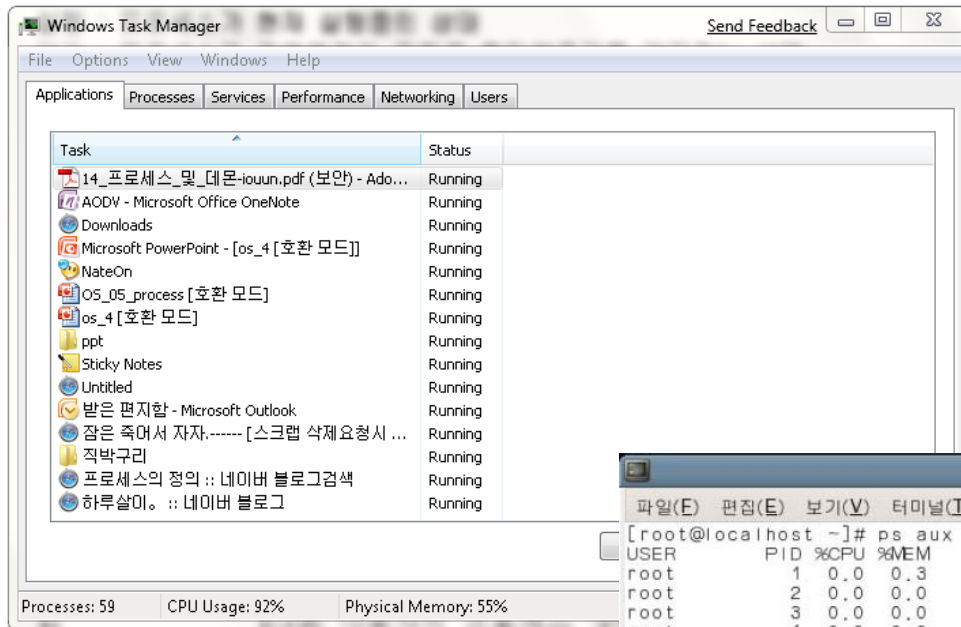 Windows Task Manager
Send Feedback
File Options View Windows Help
Applications Processes Services Performance Networking Users
Task Status
14_프로세스_및_데몬-iouun.pdf (보안) - Ado... Running
AODV - Microsoft Office OneNote Running
Downloads Running
Microsoft PowerPoint - [os_4 [호환 모드]] Running
NateOn Running
OS_05_process [호환 모드] Running
os_4 [호환 모드] Running
ppt Running
Sticky Notes Running
Untitled Running
받은 편지함 - Microsoft Outlook Running
잠은 죽어서 자자.------ [스크랩 삭제요청시 ... Running
직박구리 Running
프로세스의 정의 :: 네이버 블로그검색 Running
하루살이。 :: 네이버 블로그 Running
Processes: 59 CPU Usage: 92% Physical Memory: 55%
파일(F) 편집(E) 보기(V) 터미널(T
[root@localhost ~]# ps aux
USER PID %CPU %MEM
root 1 0.0 0.3
root 2 0.0 0.0
root 3 0.0 0.0